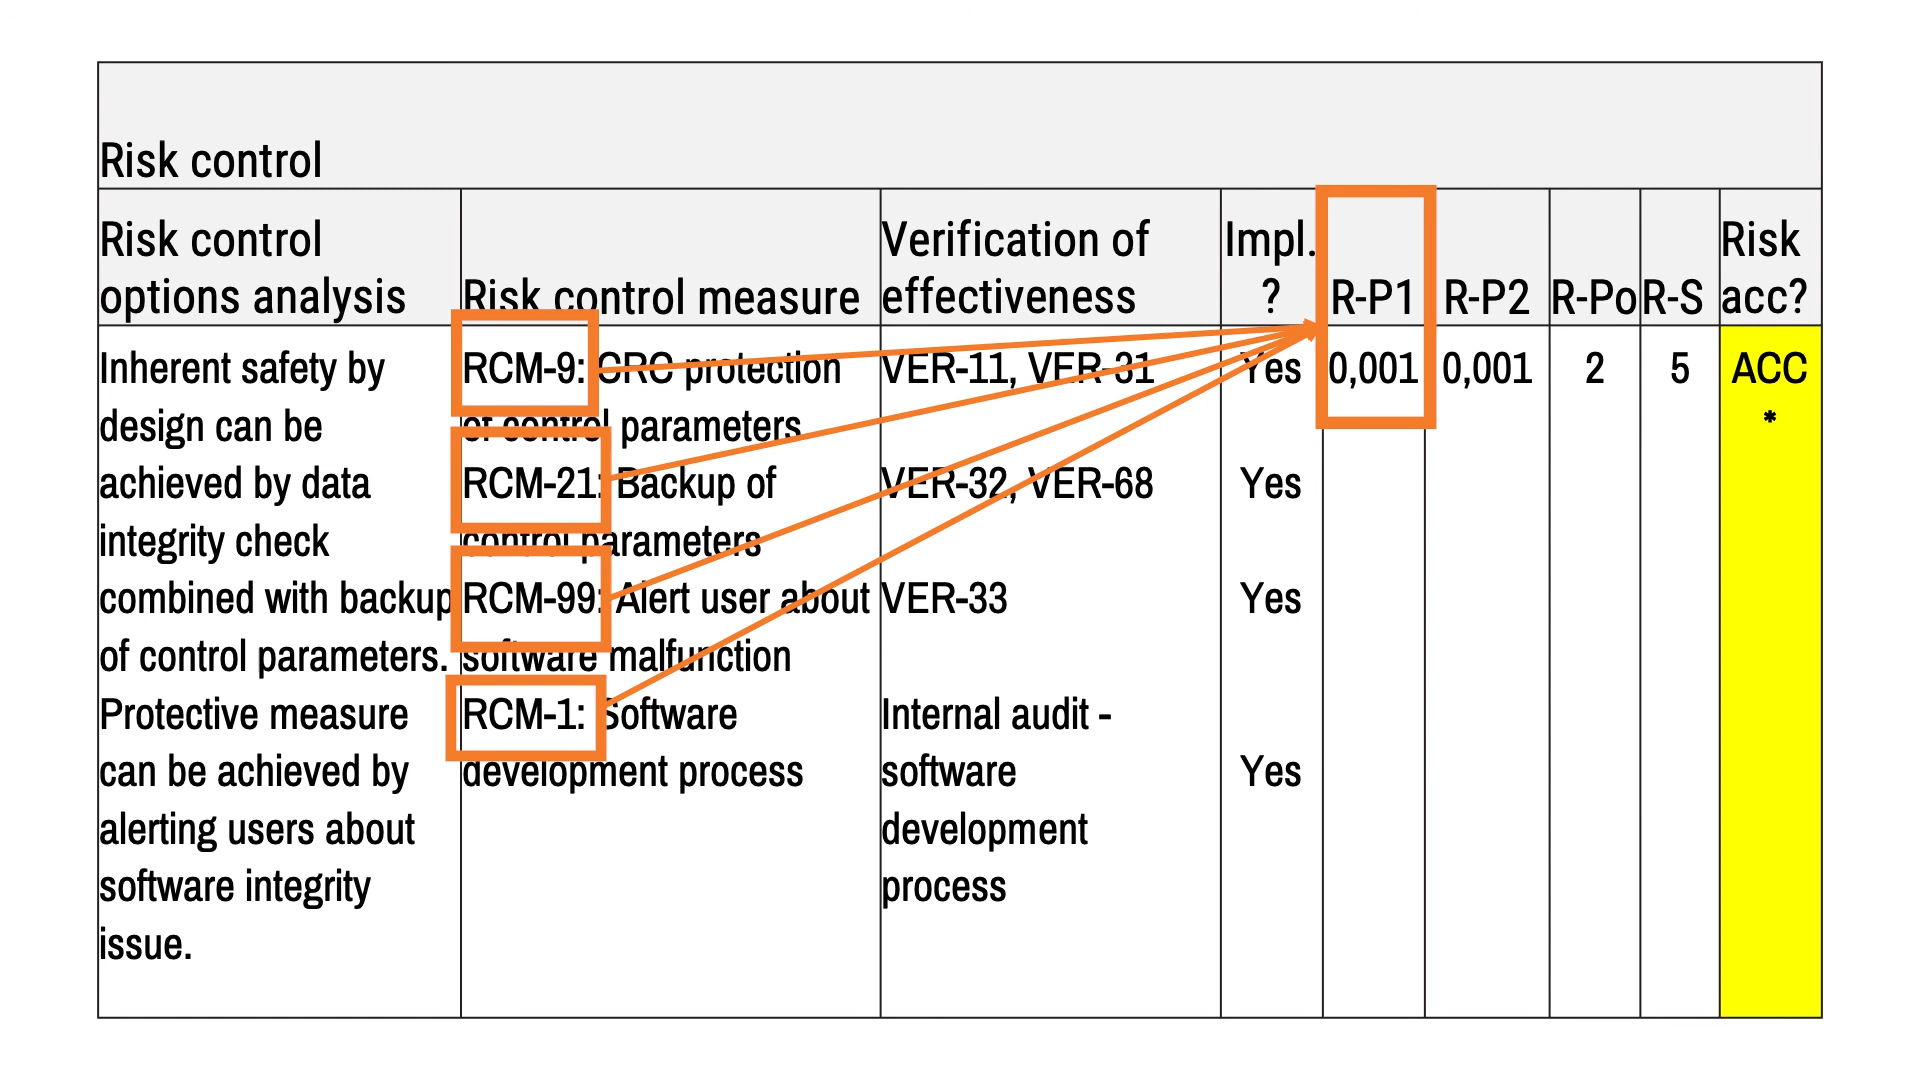 Risk control
Risk control
options analysis
Risk control measure
Verification of
effectiveness
Impl.
?
R-P1
R-P2
R-Po
R-S
Risk
acc?
Inherent safety by
design can be
achieved by data
integrity check
combined with backup
of control parameters.
Protective measure
can be achieved by
alerting users about
software integrity
issue.
RCM-9: CRC protection
of control parameters
RCM-21: Backup of
control parameters
RCM-99: Alert user about
software malfunction
RCM-1: Software
development process
VER-11, VER-31
VER-32, VER-68
VER-33
Internal audit -
software
development
process
Yes
Yes
Yes
Yes
0,001
0,001
2
5
ACC
*